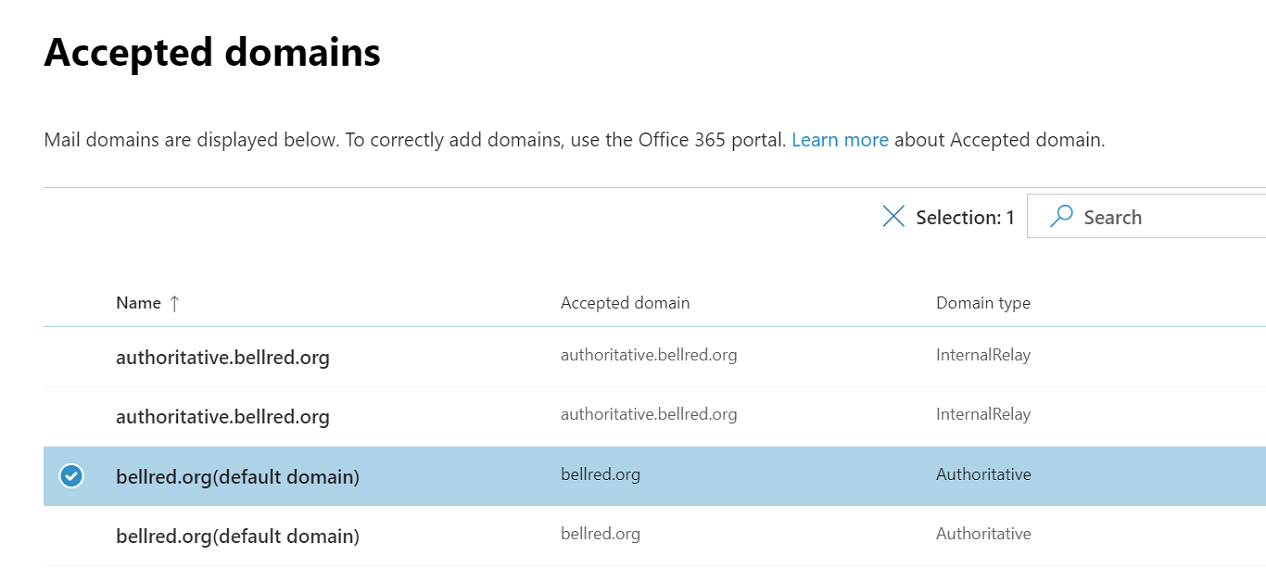 Accepted domains
Mail domains are displayed below. To correctly add domains, use the Office 365 portal. Learn more about Accepted domain.
Selection: 1 Search
Name ↑ Accepted domain Domain type
authoritative.bellred.org authoritative.bellred.org InternalRelay
authoritative.bellred.org authoritative.bellred.org InternalRelay
bellred.org(default domain) bellred.org Authoritative
bellred.org(default domain) bellred.org Authoritative